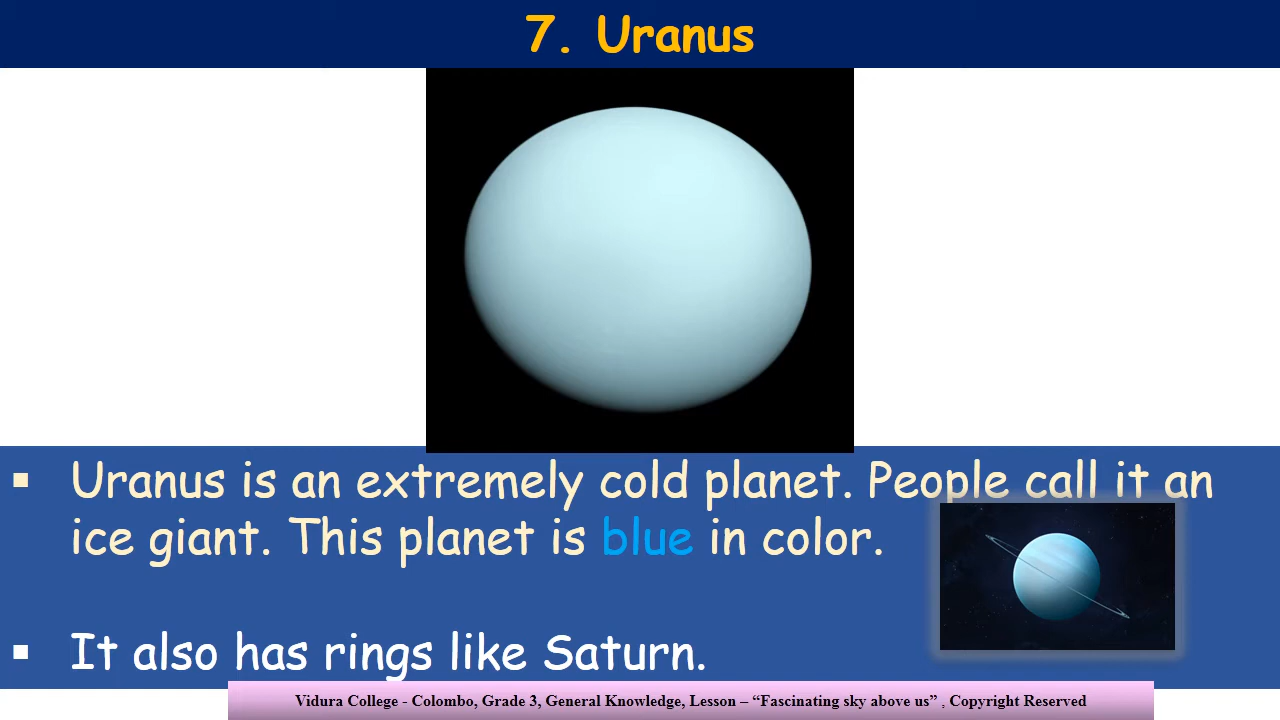 7. Uranus
▪ Uranus is an extremely cold planet. People call it an
ice giant. This planet is blue in color.
▪ It also has rings like Saturn.
Vidura College - Colombo, Grade 3, General Knowledge, Lesson – “Fascinating sky above us” , Copyright Reserved